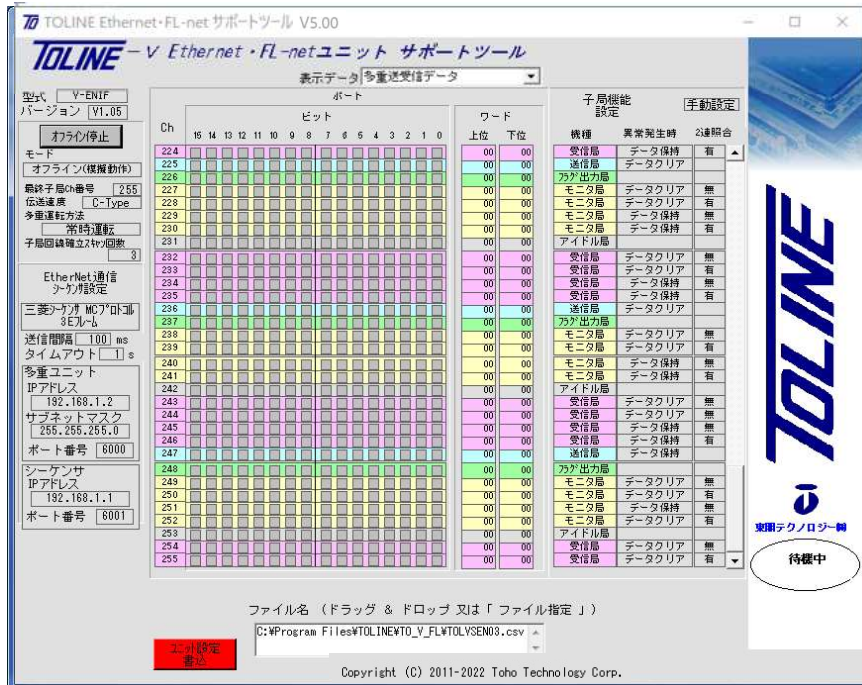 TOLINE Ethernet・FL-net サポートツール V5.00
TOLINE-V Ethernet・FL-netユニット サポートツール
表示データ 多重送受信データ
型式 V-ENIF
バージョン V1.05
オフライン停止
モード
オフライン(模擬動作)
最終子局Ch番号 255
伝送速度 C-Type
多重運転方法
常時運転
子局回線確立スキャン回数
3
EtherNet通信
シーケンサ設定
三菱シーケンサ MCプロトコル
3Eフレーム
送信間隔 100 ms
タイムアウト 1 s
多重ユニット
IPアドレス
192.168.1.2
サブネットマスク
255.255.255.0
ポート番号 6000
シーケンサ
IPアドレス
192.168.1.1
ポート番号 6001
ポート
ビット
ワード
子局機能
設定
手動設定
Ch 15 14 13 12 11 10 9 8 7 6 5 4 3 2 1 0 上位 下位 機種 異常発生時 2連照合
224 00 00 受信局 データ保持 有
225 00 00 送信局 データクリア
226 00 00 フラグ出力局
227 00 00 モニタ局 データクリア 無
228 00 00 モニタ局 データクリア 有
229 00 00 モニタ局 データ保持 無
230 00 00 モニタ局 データ保持 有
231 00 00 アイドル局
232 00 00 受信局 データクリア 無
233 00 00 受信局 データクリア 有
234 00 00 受信局 データ保持 無
235 00 00 受信局 データ保持 有
236 00 00 送信局 データクリア
237 00 00 フラグ出力局
238 00 00 モニタ局 データクリア 無
239 00 00 モニタ局 データクリア 有
240 00 00 モニタ局 データ保持 無
241 00 00 モニタ局 データ保持 有
242 00 00 アイドル局
243 00 00 受信局 データクリア 無
244 00 00 受信局 データクリア 無
245 00 00 受信局 データ保持 無
246 00 00 受信局 データ保持 有
247 00 00 送信局 データ保持
248 00 00 フラグ出力局
249 00 00 モニタ局 データクリア 無
250 00 00 モニタ局 データクリア 有
251 00 00 モニタ局 データ保持 無
252 00 00 モニタ局 データクリア 有
253 00 00 アイドル局
254 00 00 受信局 データクリア 無
255 00 00 受信局 データクリア 有
TOLINE
東朋テクノロジー㈱
待機中
ファイル名 (ドラッグ & ドロップ 又は「 ファイル指定 」)
C:¥Program Files¥TOLINE¥TO_V_FL¥TOLVSEN03.csv
ユニット設定
書込
Copyright (C) 2011-2022 Toho Technology Corp.